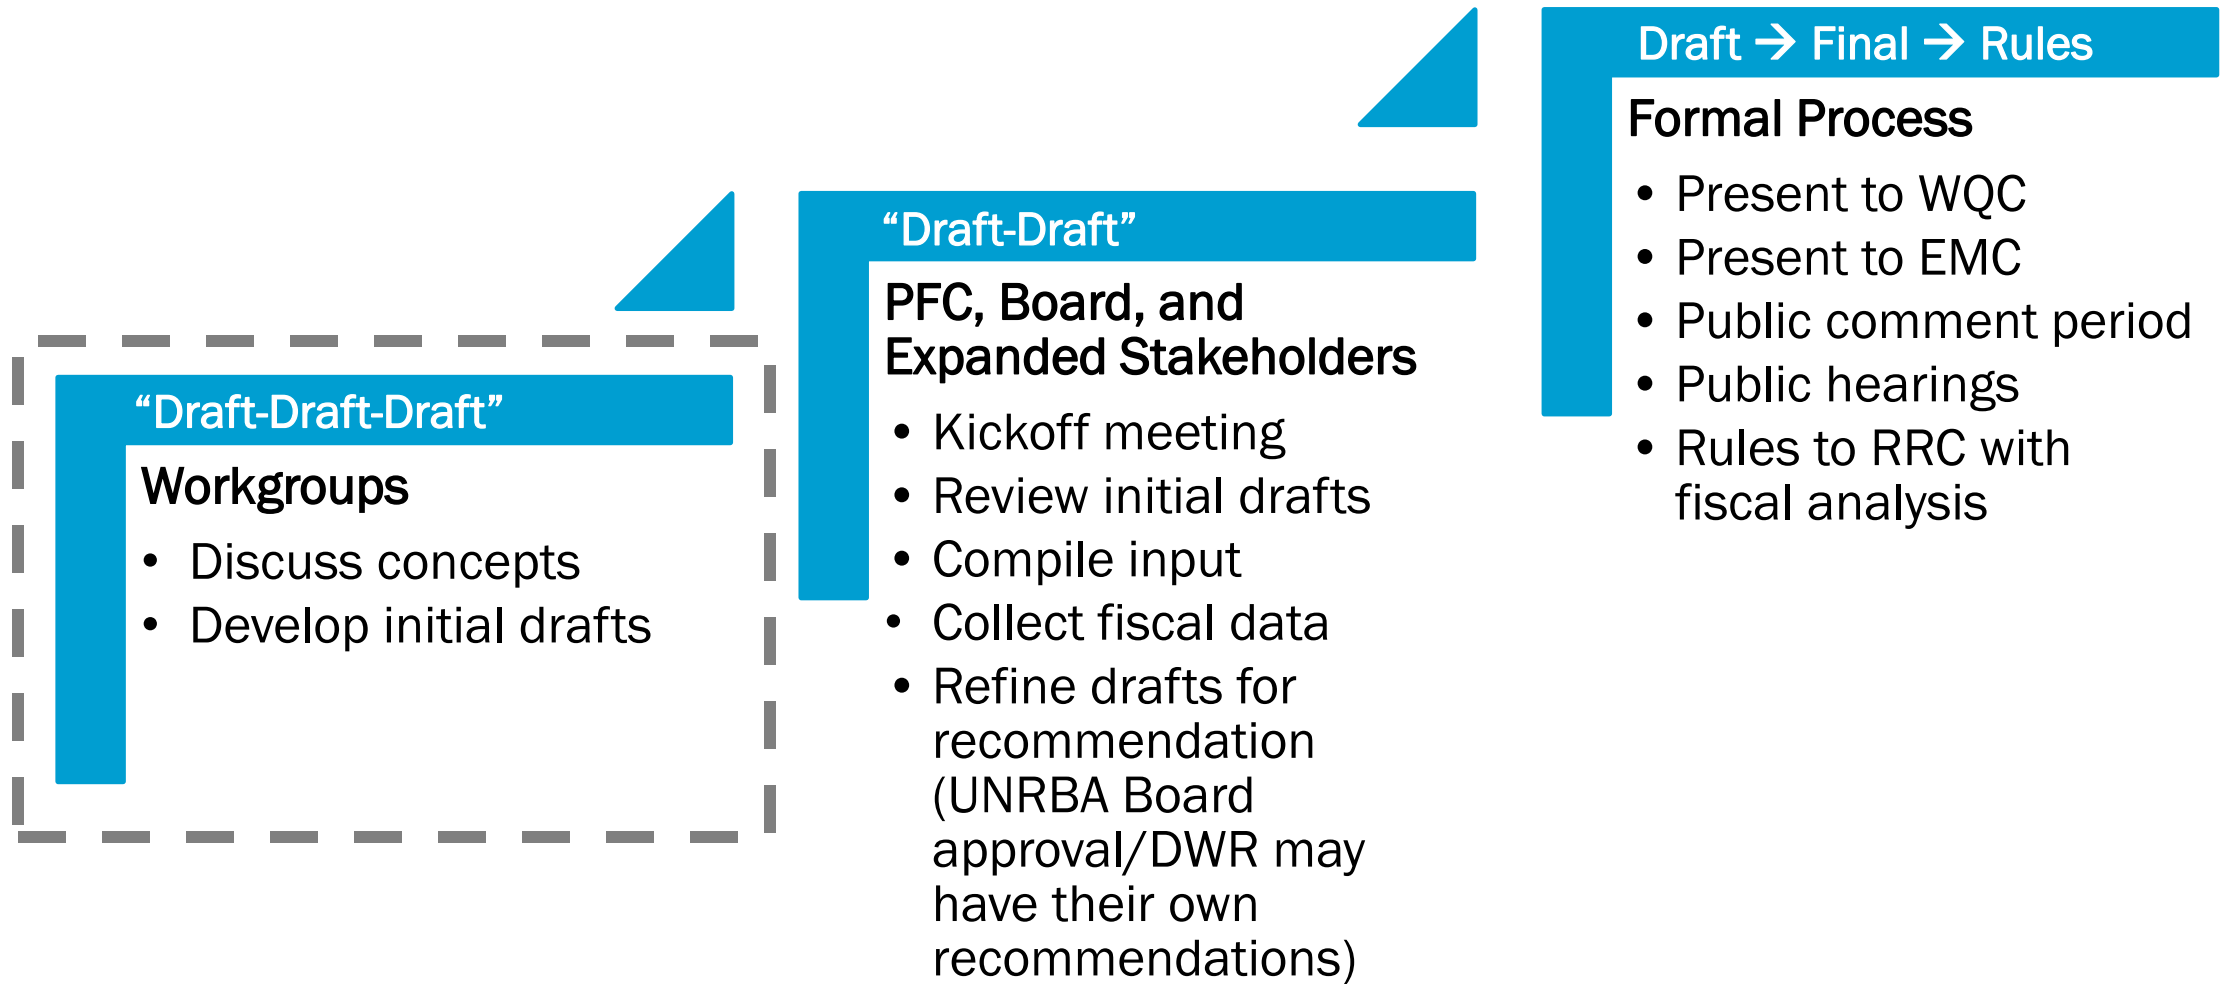 “Draft-Draft-Draft”
Workgroups
• Discuss concepts
• Develop initial drafts
“Draft-Draft”
PFC, Board, and
Expanded Stakeholders
• Kickoff meeting
• Review initial drafts
• Compile input
• Collect fiscal data
• Refine drafts for
recommendation
(UNRBA Board
approval/DWR may
have their own
recommendations)
Draft → Final → Rules
Formal Process
• Present to WQC
• Present to EMC
• Public comment period
• Public hearings
• Rules to RRC with
fiscal analysis